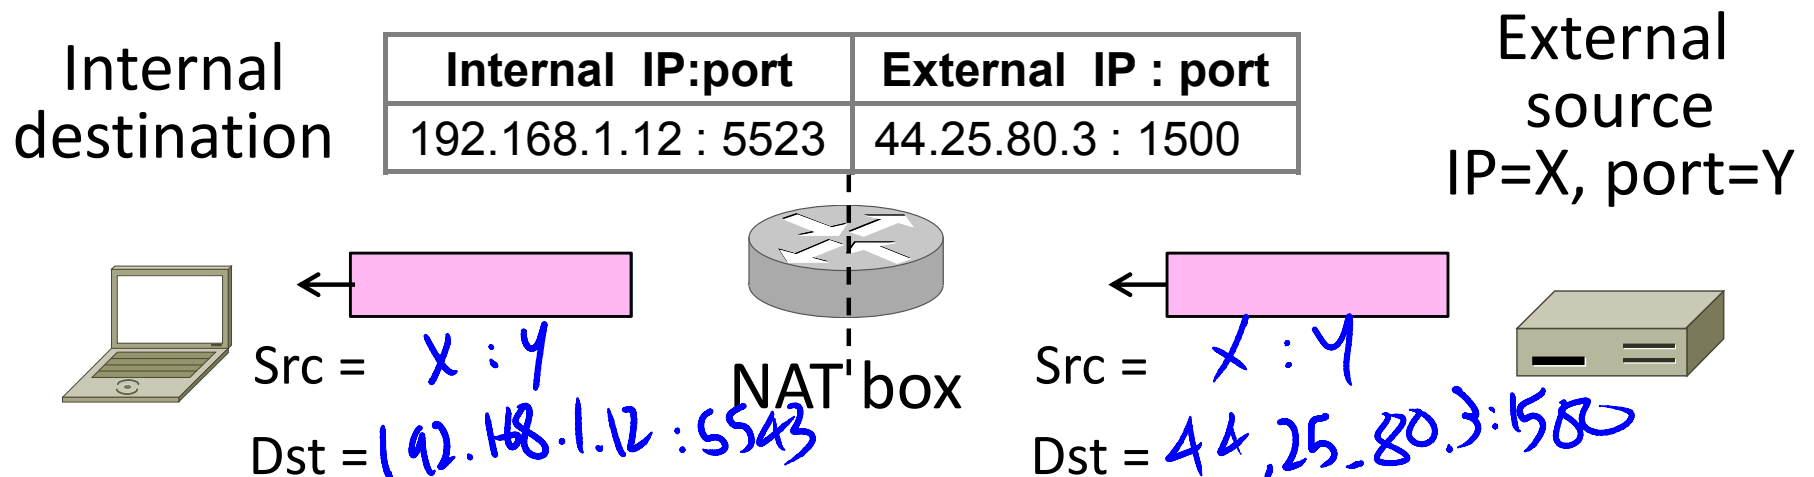 Internal destination
Internal IP:port External IP : port
192.168.1.12 : 5523 44.25.80.3 : 1500
External
source
IP=X, port=Y
NAT box
Src = X : Y
Dst = 192.168.1.12 : 5543
Src = X : Y
Dst = 44.25.80.3:1500